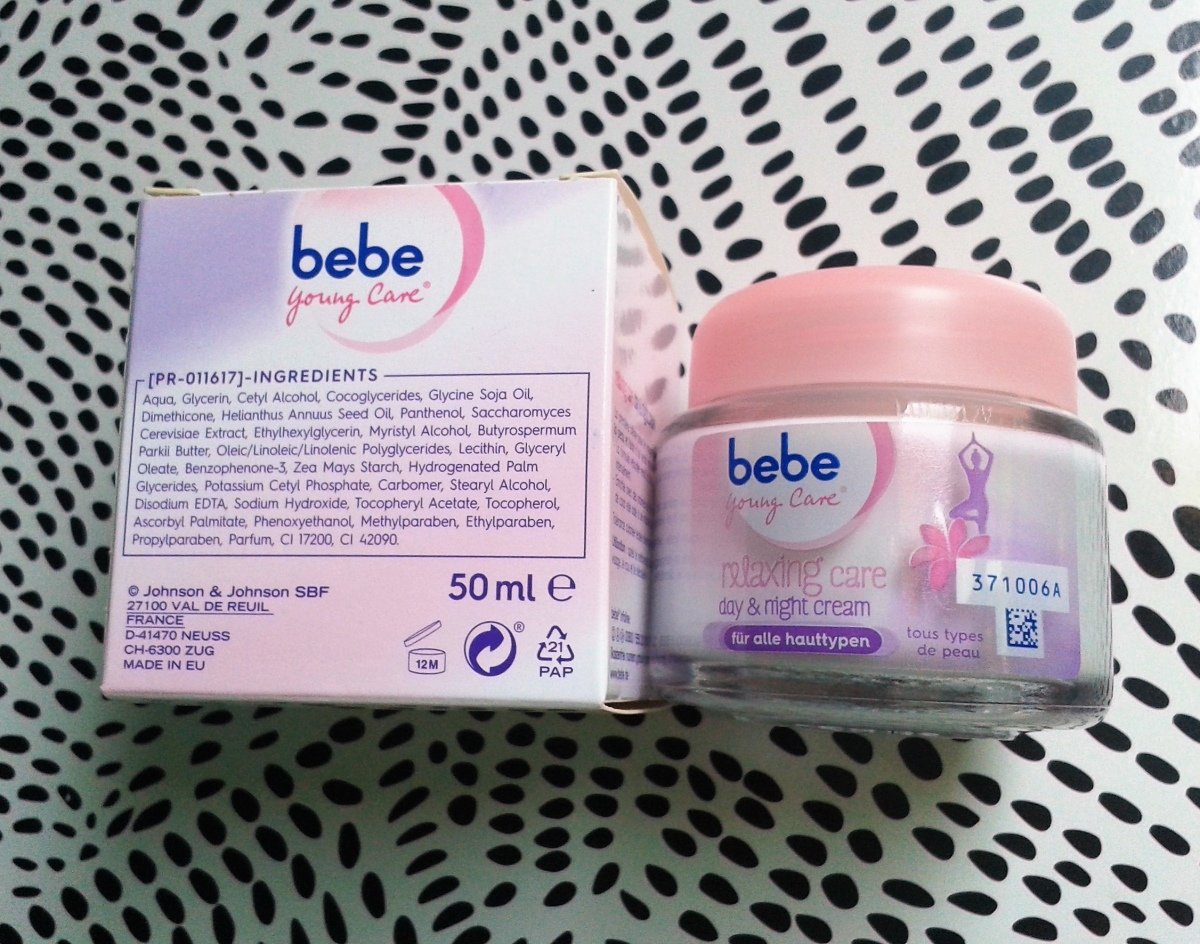 bebe
Young Care®
[PR-011617]-INGREDIENTS
Aqua, Glycerin, Cetyl Alcohol, Cocoglycerides, Glycine Soja Oil,
Dimethicone, Helianthus Annuus Seed Oil, Panthenol, Saccharomyces
Cerevisiae Extract, Ethylhexylglycerin, Myristyl Alcohol, Butyrospermum
Parkii Butter, Oleic/Linoleic/Linolenic Polyglycerides, Lecithin, Glyceryl
Oleate, Benzophenone-3, Zea Mays Starch, Hydrogenated Palm
Glycerides, Potassium Cetyl Phosphate, Carbomer, Stearyl Alcohol,
Disodium EDTA, Sodium Hydroxide, Tocopheryl Acetate, Tocopherol,
Ascorbyl Palmitate, Phenoxyethanol, Methylparaben, Ethylparaben,
Propylparaben, Parfum, CI 17200, CI 42090.
© Johnson & Johnson SBF
27100 VAL DE REUIL
FRANCE
D-41470 NEUSS
CH-6300 ZUG
MADE IN EU
50 ml ℮
12M
®
21
PAP
bebe
Young Care®
relaxing care
day & night cream
für alle hauttypen
tous types
de peau
371006A